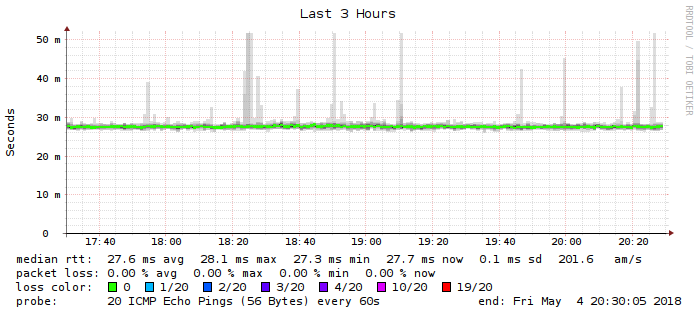 Last 3 Hours
RRDTOOL / TOBI OETIKER
Seconds
50 m
40 m
30 m
20 m
10 m
0
17:40 18:00 18:20 18:40 19:00 19:20 19:40 20:00 20:20
median rtt: 27.6 ms avg 28.1 ms max 27.3 ms min 27.7 ms now 0.1 ms sd 201.6 am/s
packet loss: 0.00 % avg 0.00 % max 0.00 % min 0.00 % now
loss color: 0 1/20 2/20 3/20 4/20 10/20 19/20
probe: 20 ICMP Echo Pings (56 Bytes) every 60s end: Fri May 4 20:30:05 2018